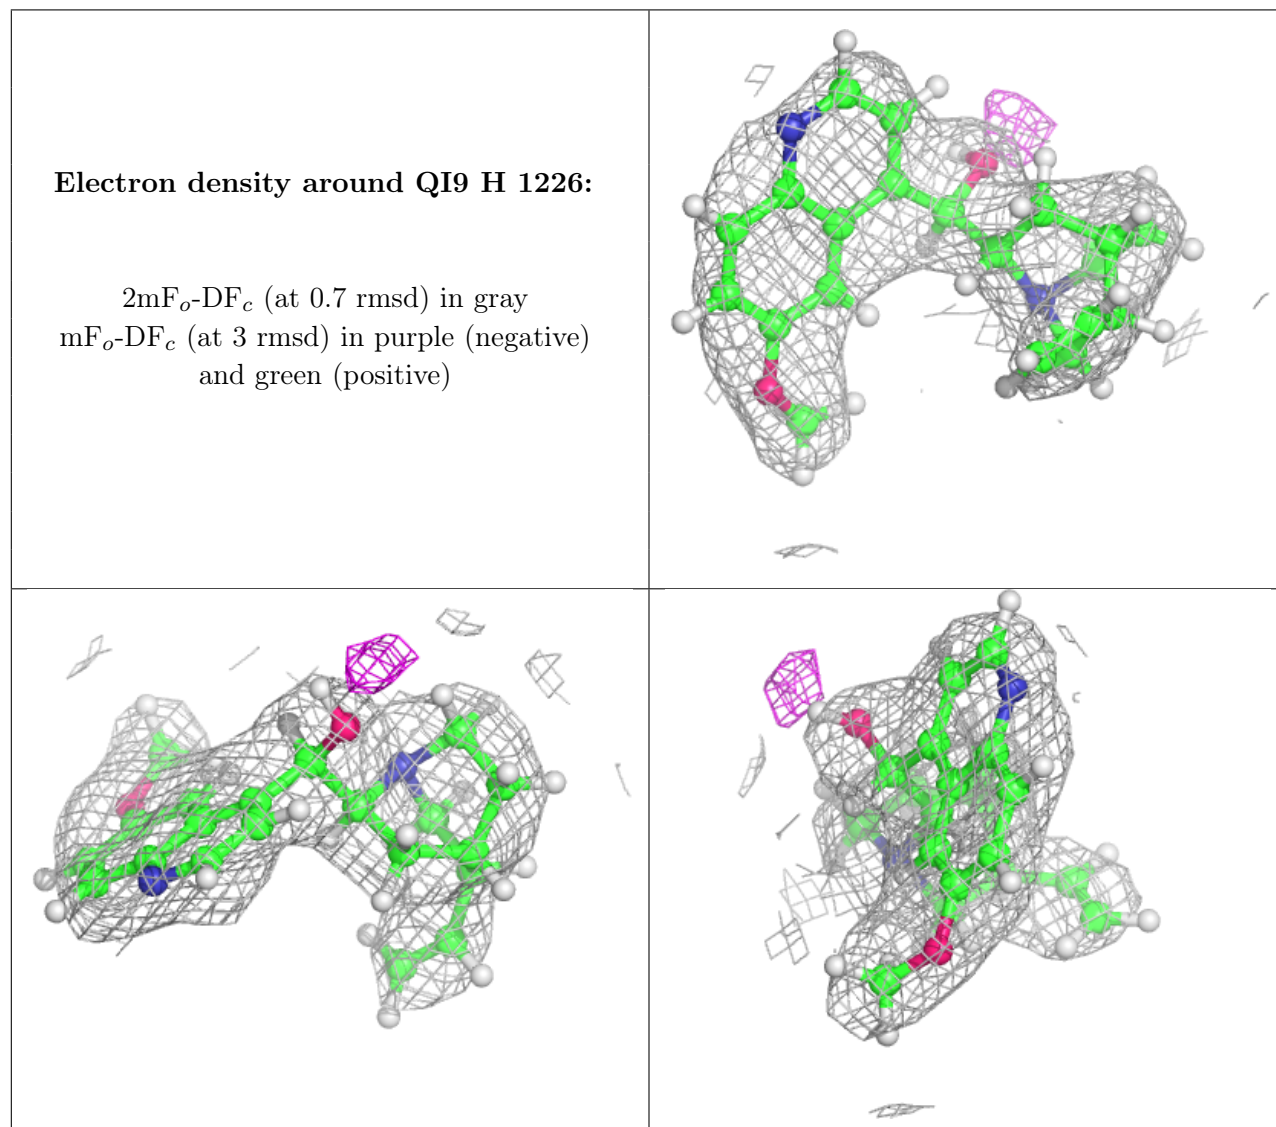 Electron density around QI9 H 1226:
2mFo-DFc (at 0.7 rmsd) in gray
mFo-DFc (at 3 rmsd) in purple (negative)
and green (positive)